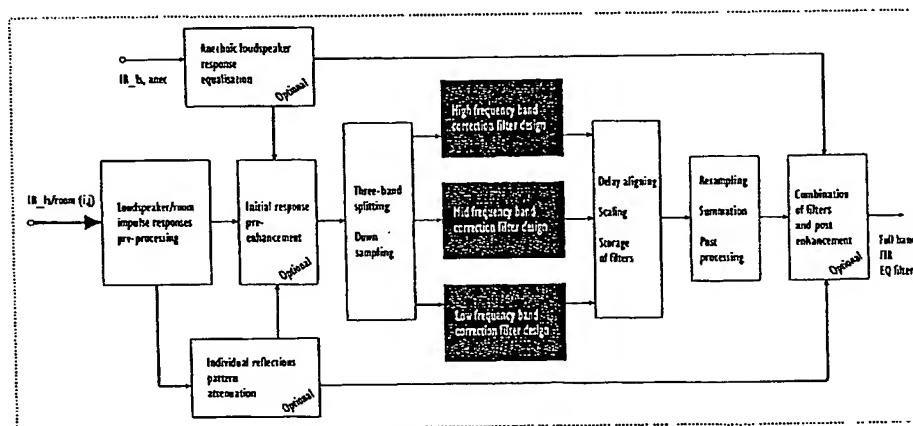 Anechoic loudspeaker
response
equalisation
Optional
IR_ls, anec
High frequency band
correction filter design
IR_ls/room (i,j)
Loudspeaker/room
impulse responses
pre-processing
Initial response
pre-
enhancement
Optional
Three-band
splitting
Down
sampling
Mid frequency band
correction filter design
Delay aligning
Scaling
Storage
of filters
Resampling
Summation
Post
processing
Combination
of filters
and post
enhancement
Optional
Full band
FIR
EQ filter
Low frequency band
correction filter design
Individual reflections
pattern
attenuation
Optional